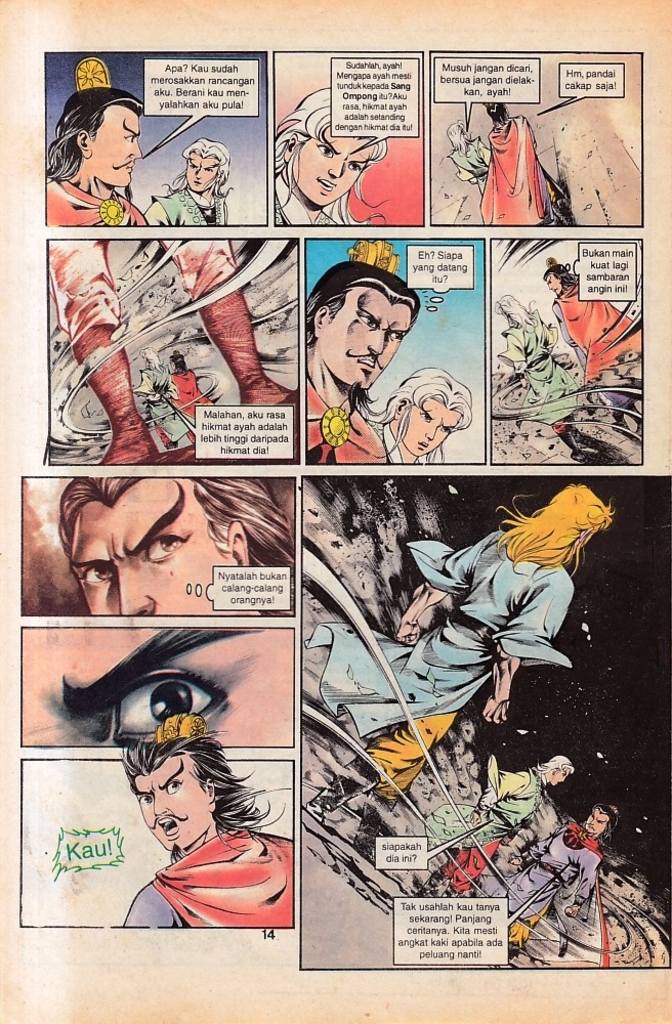 Apa? Kau sudah
merosakkan rancangan
aku. Berani kau men-
yalahkan aku pula!
Sudahlah, ayah!
Mengapa ayah mesti
tunduk kepada Sang
Ompong itu? Aku
rasa, hikmat ayah
adalah setanding
dengan hikmat dia itu!
Musuh jangan dicari,
bersua jangan dielak-
kan, ayah!
Hm, pandai
cakap saja!
Malahan, aku rasa
hikmat ayah adalah
lebih tinggi daripada
hikmat dia!
Eh? Siapa
yang datang
itu?
Bukan main
kuat lagi
sambaran
angin ini!
Nyatalah bukan
calang-calang
orangnya!
Kau!
siapakah
dia ini?
Tak usahlah kau tanya
sekarang! Panjang
ceritanya. Kita mesti
angkat kaki apabila ada
peluang nanti!
14